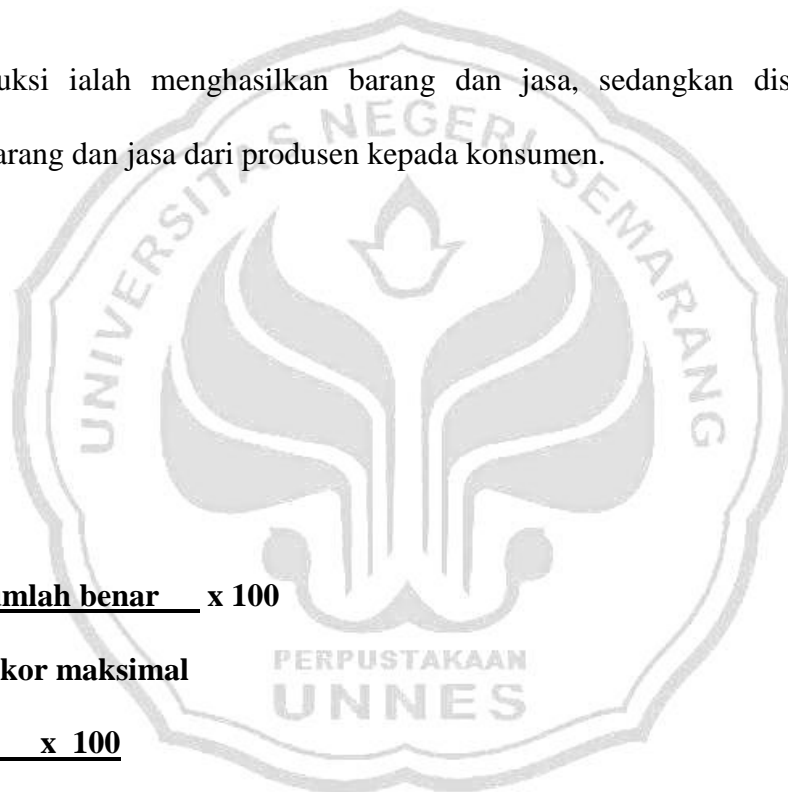 uksi ialah menghasilkan barang dan jasa, sedangkan dis
arang dan jasa dari produsen kepada konsumen.
UNIVERSITAS NEGERI SEMARANG
umlah benar x 100
kor maksimal
PERPUSTAKAAN
UNNES
x 100